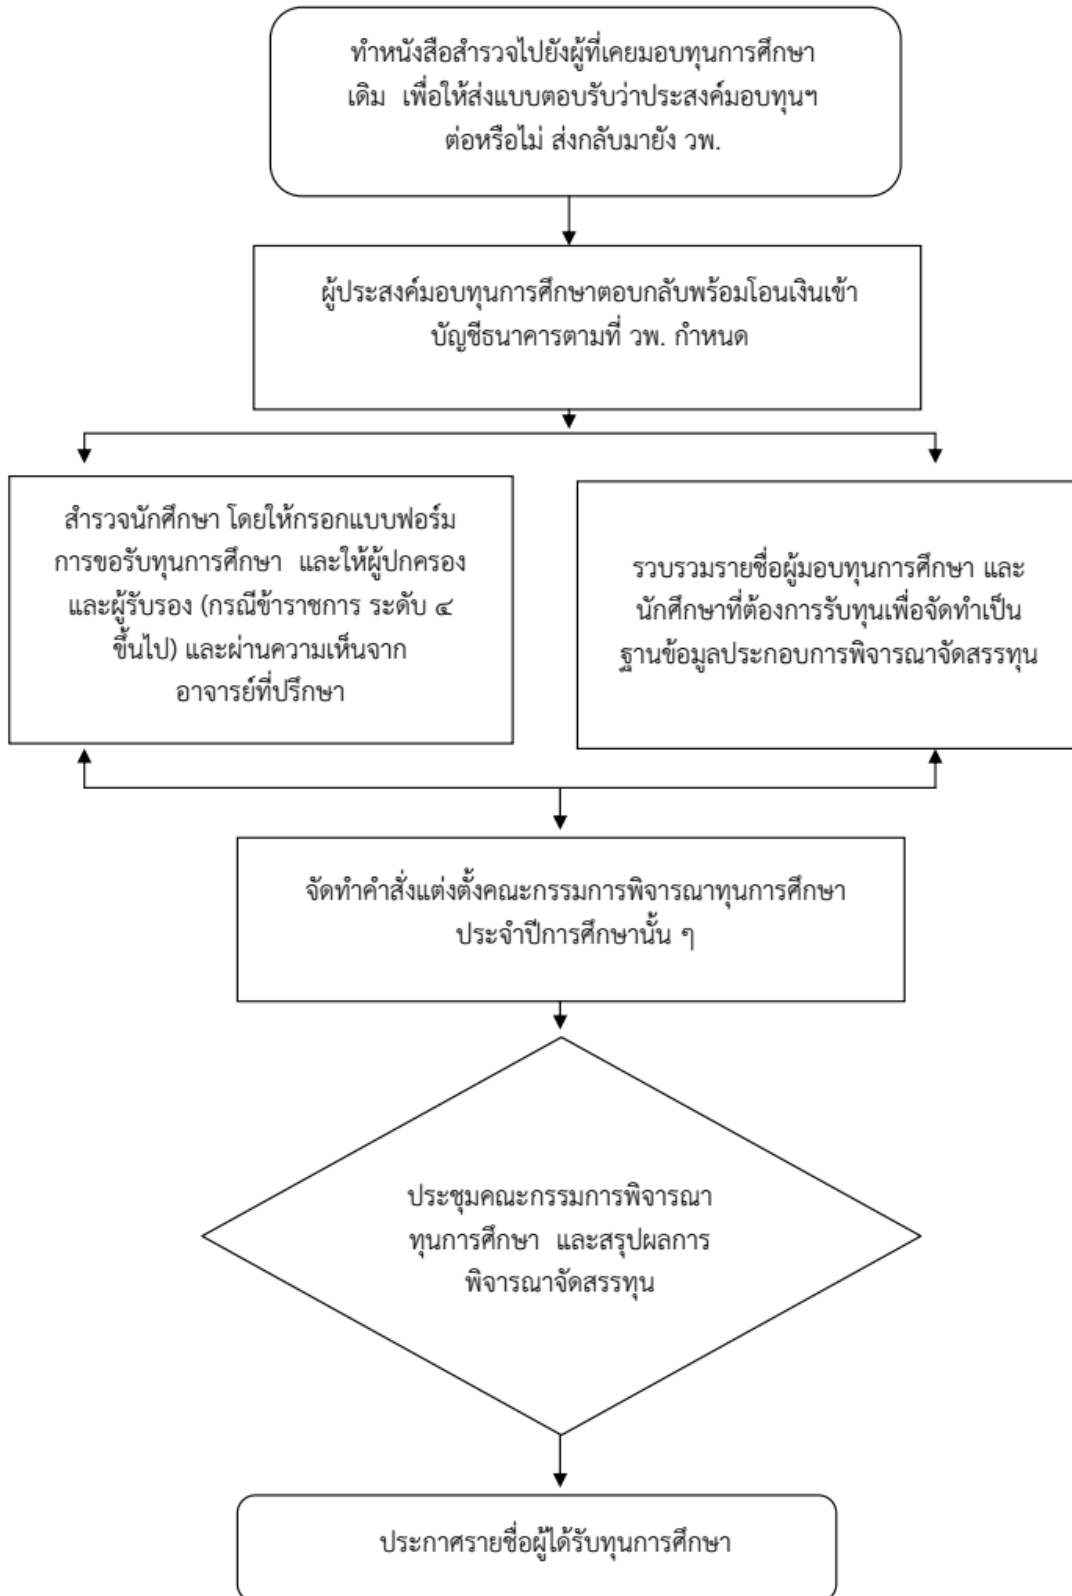 ทำหนังสือสำรวจไปยังผู้ที่เคยมอบทุนการศึกษา
เดิม เพื่อให้ส่งแบบตอบรับว่าประสงค์มอบทุนฯ
ต่อหรือไม่ ส่งกลับมายัง วพ.
ผู้ประสงค์มอบทุนการศึกษาตอบกลับพร้อมโอนเงินเข้า
บัญชีธนาคารตามที่ วพ. กำหนด
สำรวจนักศึกษา โดยให้กรอกแบบฟอร์ม
การขอรับทุนการศึกษา และให้ผู้ปกครอง
และผู้รับรอง (กรณีข้าราชการ ระดับ ๔
ขึ้นไป) และผ่านความเห็นจาก
อาจารย์ที่ปรึกษา
รวบรวมรายชื่อผู้มอบทุนการศึกษา และ
นักศึกษาที่ต้องการรับทุนเพื่อจัดทำเป็น
ฐานข้อมูลประกอบการพิจารณาจัดสรรทุน
จัดทำคำสั่งแต่งตั้งคณะกรรมการพิจารณาทุนการศึกษา
ประจำปีการศึกษานั้น ๆ
ประชุมคณะกรรมการพิจารณา
ทุนการศึกษา และสรุปผลการ
พิจารณาจัดสรรทุน
ประกาศรายชื่อผู้ได้รับทุนการศึกษา